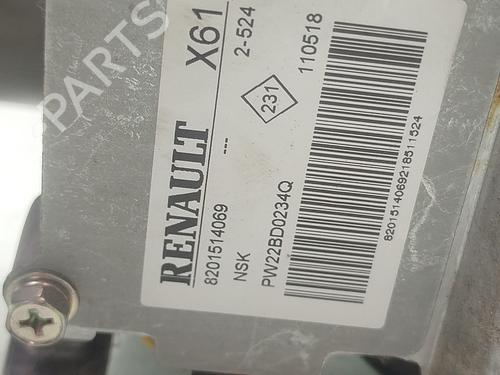 RENAULT X61
8201514069 --- 2-524
NSK 231
PW22BD0234Q 110518
8201514069218511524
PARTS